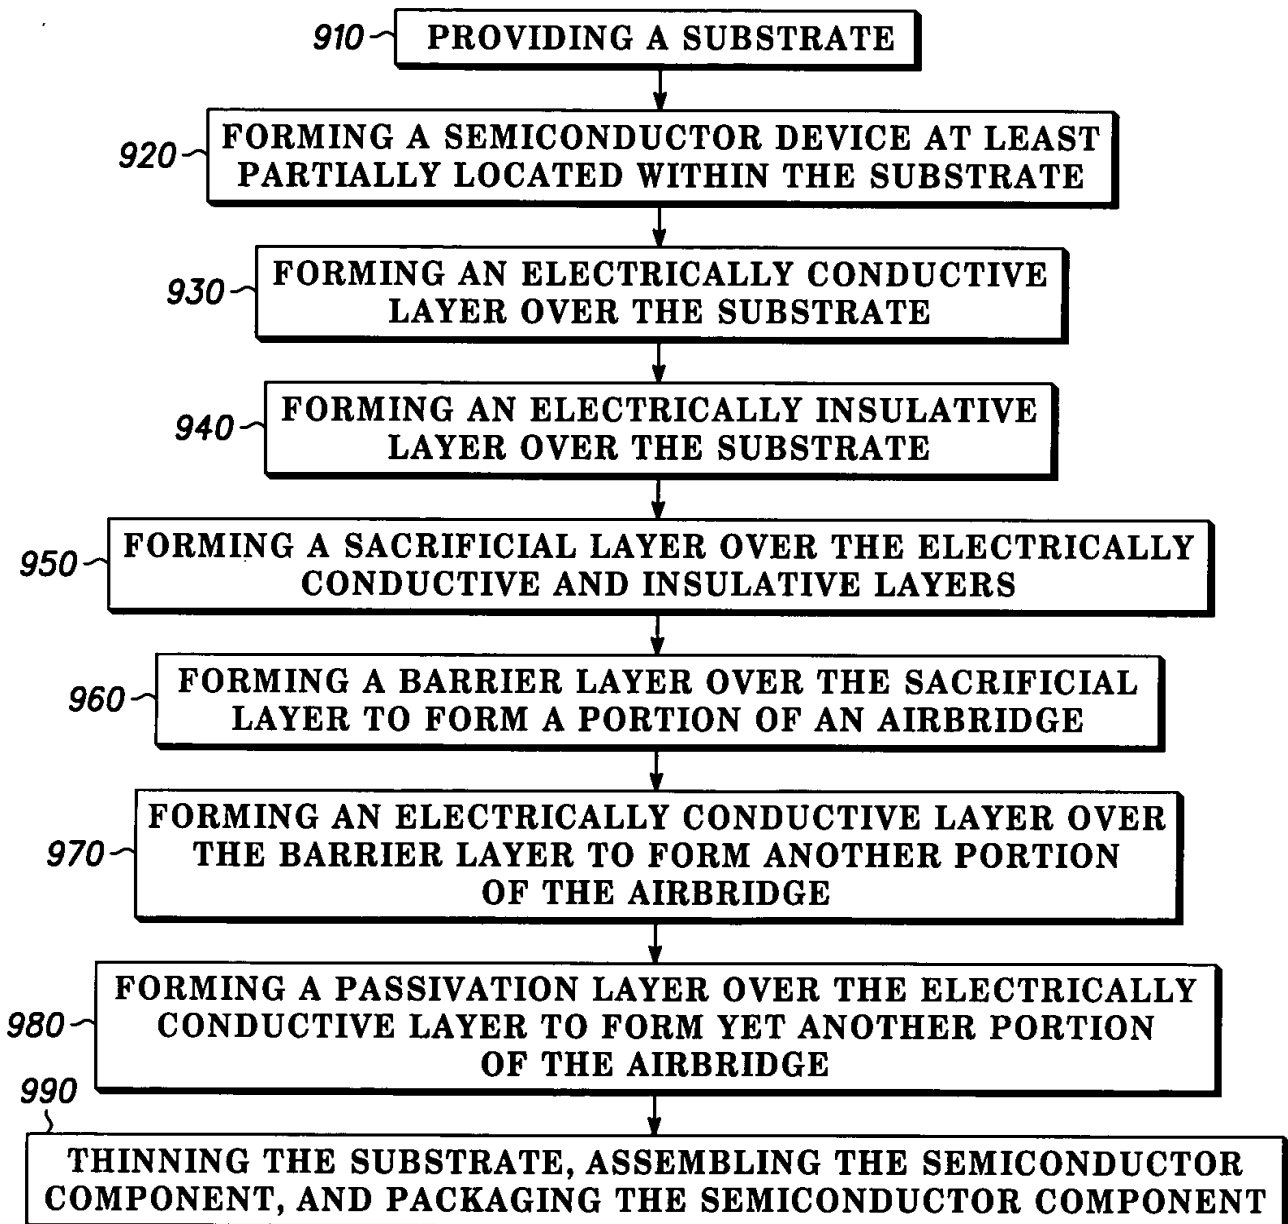 910 PROVIDING A SUBSTRATE
920 FORMING A SEMICONDUCTOR DEVICE AT LEAST
PARTIALLY LOCATED WITHIN THE SUBSTRATE
930 FORMING AN ELECTRICALLY CONDUCTIVE
LAYER OVER THE SUBSTRATE
940 FORMING AN ELECTRICALLY INSULATIVE
LAYER OVER THE SUBSTRATE
950 FORMING A SACRIFICIAL LAYER OVER THE ELECTRICALLY
CONDUCTIVE AND INSULATIVE LAYERS
960 FORMING A BARRIER LAYER OVER THE SACRIFICIAL
LAYER TO FORM A PORTION OF AN AIRBRIDGE
970 FORMING AN ELECTRICALLY CONDUCTIVE LAYER OVER
THE BARRIER LAYER TO FORM ANOTHER PORTION
OF THE AIRBRIDGE
980 FORMING A PASSIVATION LAYER OVER THE ELECTRICALLY
CONDUCTIVE LAYER TO FORM YET ANOTHER PORTION
OF THE AIRBRIDGE
990
THINNING THE SUBSTRATE, ASSEMBLING THE SEMICONDUCTOR
COMPONENT, AND PACKAGING THE SEMICONDUCTOR COMPONENT